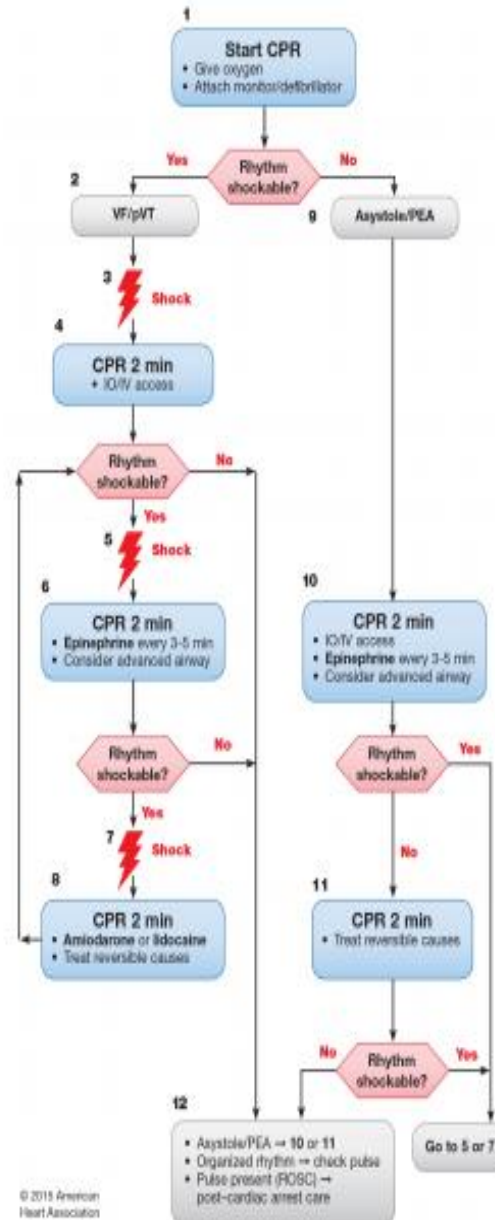 1
Start CPR
• Give oxygen
• Attach monitor/defibrillator
Yes
Rhythm
shockable?
No
2
VF/pVT
9
Asystole/PEA
3
Shock
4
CPR 2 min
• IO/IV access
Rhythm
shockable?
No
Yes
5
Shock
6
CPR 2 min
• Epinephrine every 3-5 min
• Consider advanced airway
Rhythm
shockable?
No
Yes
7
Shock
8
CPR 2 min
• Amiodarone or lidocaine
• Treat reversible causes
10
CPR 2 min
• IO/IV access
• Epinephrine every 3-5 min
• Consider advanced airway
Rhythm
shockable?
Yes
No
11
CPR 2 min
• Treat reversible causes
No
Rhythm
shockable?
Yes
12
• Asystole/PEA → 10 or 11
• Organized rhythm → check pulse
• Pulse present (ROSC) →
post-cardiac arrest care
Go to 5 or 7
© 2015 American
Heart Association